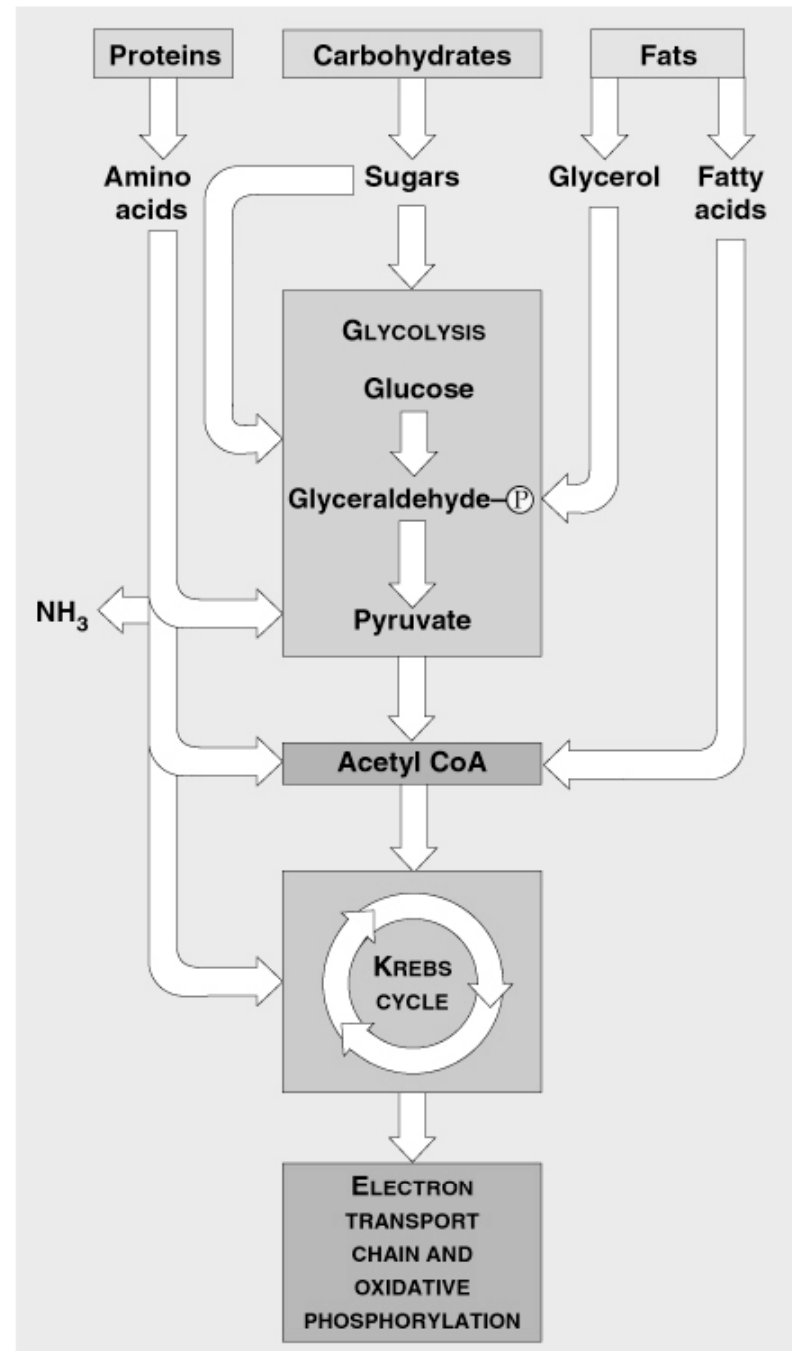 Proteins
Carbohydrates
Fats
Amino
acids
Sugars
Glycerol
Fatty
acids
GLYCOLYSIS
Glucose
Glyceraldehyde–P
NH3
Pyruvate
Acetyl CoA
KREBS
CYCLE
ELECTRON
TRANSPORT
CHAIN AND
OXIDATIVE
PHOSPHORYLATION